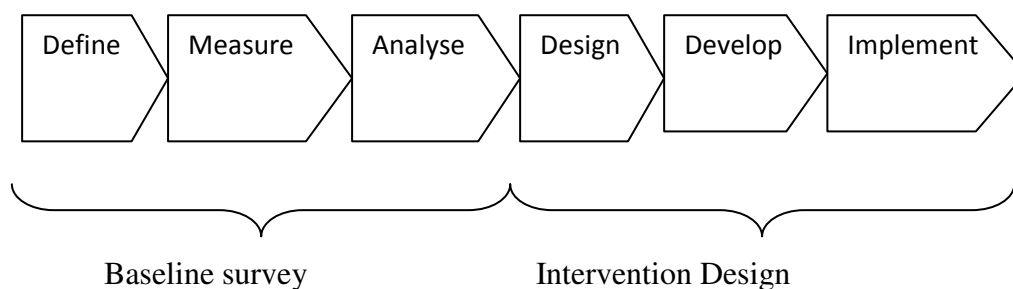 Define Measure Analyse Design Develop Implement
Baseline survey Intervention Design